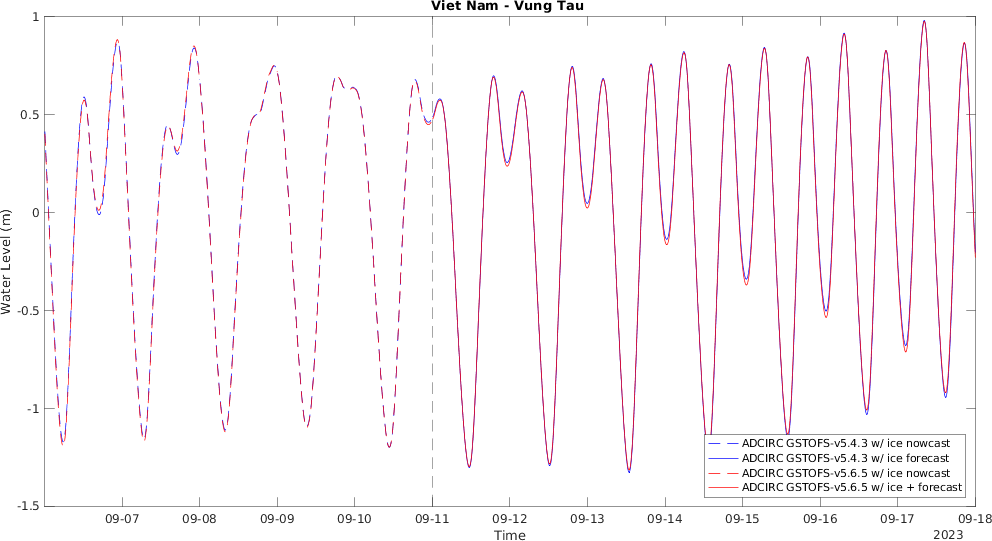 Viet Nam - Vung Tau
1
0.5
0
-0.5
-1
-1.5
Water Level (m)
ADCIRC GSTOFS-v5.4.3 w/ ice nowcast
ADCIRC GSTOFS-v5.4.3 w/ ice forecast
ADCIRC GSTOFS-v5.6.5 w/ ice nowcast
ADCIRC GSTOFS-v5.6.5 w/ ice + forecast
09-07 09-08 09-09 09-10 09-11 09-12 09-13 09-14 09-15 09-16 09-17 09-18
Time
2023